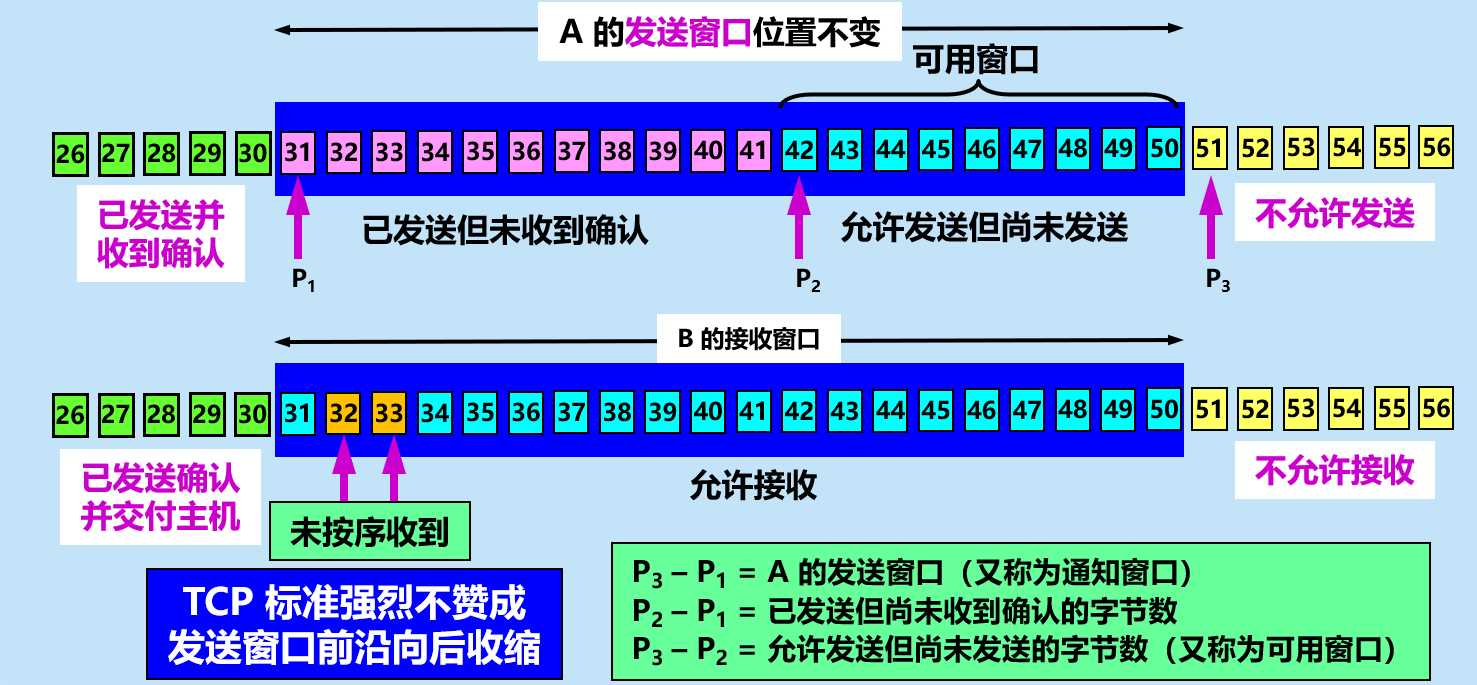 A 的发送窗口位置不变
可用窗口
26 27 28 29 30 31 32 33 34 35 36 37 38 39 40 41 42 43 44 45 46 47 48 49 50 51 52 53 54 55 56
已发送并
收到确认
已发送但未收到确认
允许发送但尚未发送
不允许发送
P₁ P₂ P₃
B 的接收窗口
26 27 28 29 30 31 32 33 34 35 36 37 38 39 40 41 42 43 44 45 46 47 48 49 50 51 52 53 54 55 56
已发送确认
并交付主机
允许接收
不允许接收
未按序收到
TCP 标准强烈不赞成
发送窗口前沿向后收缩
P₃ – P₁ = A 的发送窗口（又称为通知窗口）
P₂ – P₁ = 已发送但尚未收到确认的字节数
P₃ – P₂ = 允许发送但尚未发送的字节数（又称为可用窗口）